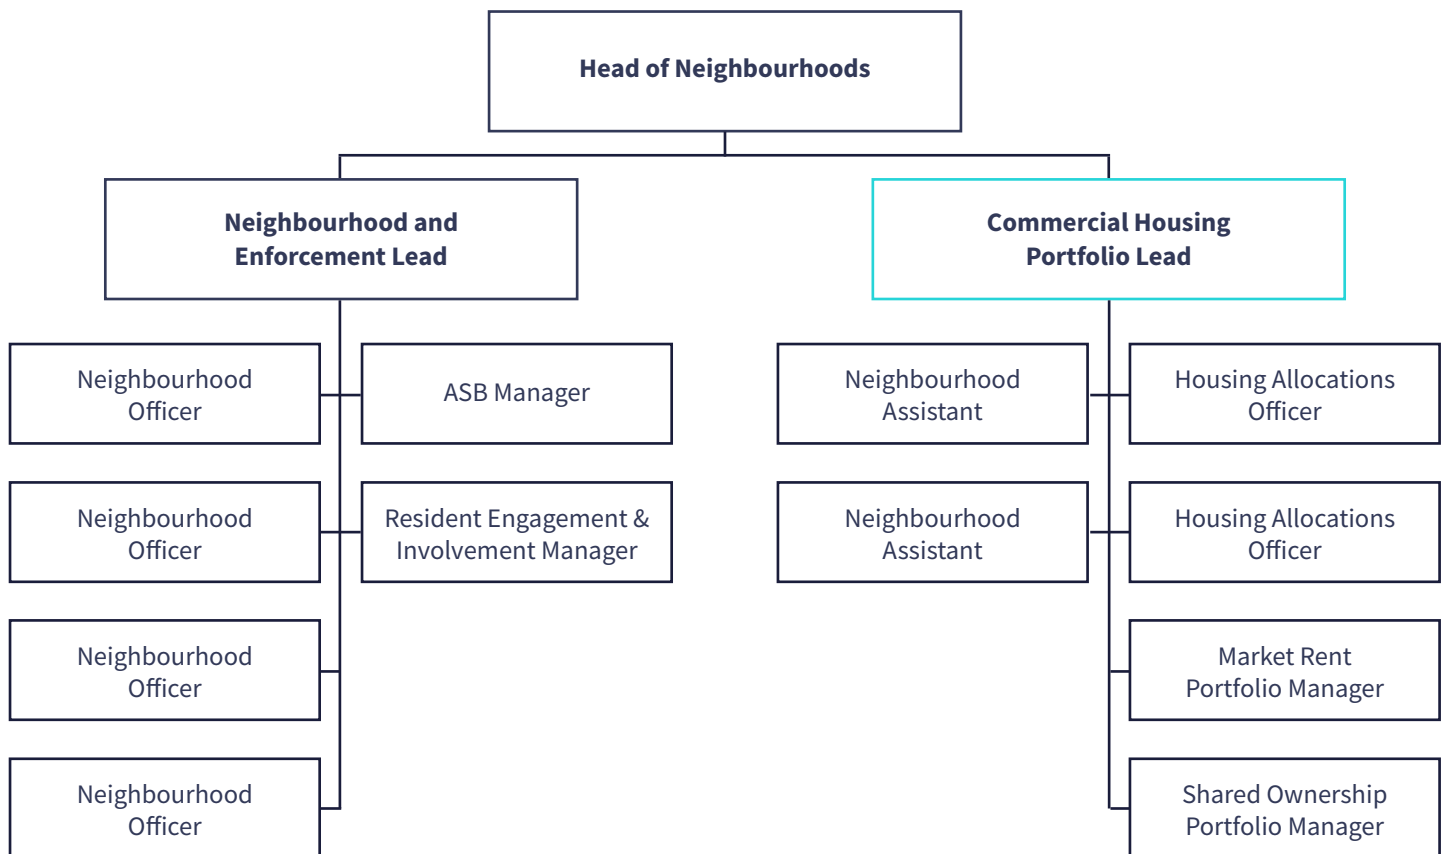 Head of Neighbourhoods
Neighbourhood and
Enforcement Lead
Commercial Housing
Portfolio Lead
Neighbourhood
Officer
ASB Manager
Neighbourhood
Assistant
Housing Allocations
Officer
Neighbourhood
Officer
Resident Engagement &
Involvement Manager
Neighbourhood
Assistant
Housing Allocations
Officer
Neighbourhood
Officer
Market Rent
Portfolio Manager
Neighbourhood
Officer
Shared Ownership
Portfolio Manager